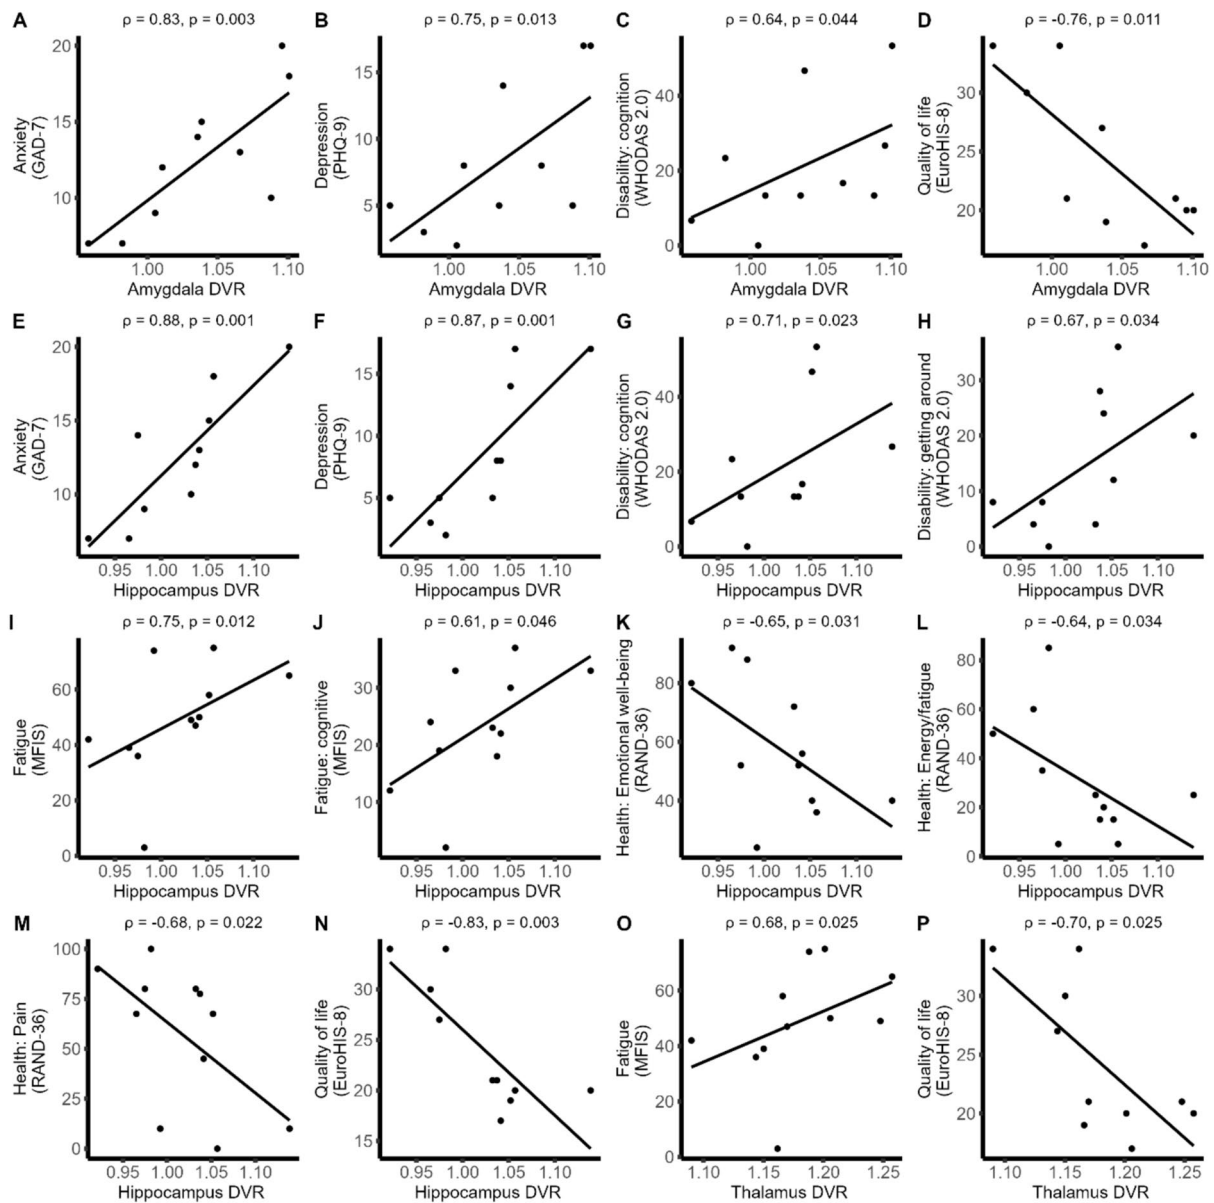 A ρ = 0.83, p = 0.003
Anxiety
(GAD-7)
20
15
10
1.00 1.05 1.10
Amygdala DVR
B ρ = 0.75, p = 0.013
Depression
(PHQ-9)
15
10
5
1.00 1.05 1.10
Amygdala DVR
C ρ = 0.64, p = 0.044
Disability: cognition
(WHODAS 2.0)
40
20
0
1.00 1.05 1.10
Amygdala DVR
D ρ = -0.76, p = 0.011
Quality of life
(EuroHIS-8)
30
25
20
1.00 1.05 1.10
Amygdala DVR
E ρ = 0.88, p = 0.001
Anxiety
(GAD-7)
20
15
10
0.95 1.00 1.05 1.10
Hippocampus DVR
F ρ = 0.87, p = 0.001
Depression
(PHQ-9)
15
10
5
0.95 1.00 1.05 1.10
Hippocampus DVR
G ρ = 0.71, p = 0.023
Disability: cognition
(WHODAS 2.0)
40
20
0
0.95 1.00 1.05 1.10
Hippocampus DVR
H ρ = 0.67, p = 0.034
Disability: getting around
(WHODAS 2.0)
30
20
10
0
0.95 1.00 1.05 1.10
Hippocampus DVR
I ρ = 0.75, p = 0.012
Fatigue
(MFIS)
60
40
20
0
0.95 1.00 1.05 1.10
Hippocampus DVR
J ρ = 0.61, p = 0.046
Fatigue: cognitive
(MFIS)
30
20
10
0.95 1.00 1.05 1.10
Hippocampus DVR
K ρ = -0.65, p = 0.031
Health: Emotional well-being
(RAND-36)
80
60
40
0.95 1.00 1.05 1.10
Hippocampus DVR
L ρ = -0.64, p = 0.034
Health: Energy/fatigue
(RAND-36)
80
60
40
20
0
0.95 1.00 1.05 1.10
Hippocampus DVR
M ρ = -0.68, p = 0.022
Health: Pain
(RAND-36)
100
75
50
25
0
0.95 1.00 1.05 1.10
Hippocampus DVR
N ρ = -0.83, p = 0.003
Quality of life
(EuroHIS-8)
30
25
20
15
0.95 1.00 1.05 1.10
Hippocampus DVR
O ρ = 0.68, p = 0.025
Fatigue
(MFIS)
60
40
20
0
1.10 1.15 1.20 1.25
Thalamus DVR
P ρ = -0.70, p = 0.025
Quality of life
(EuroHIS-8)
30
25
20
1.10 1.15 1.20 1.25
Thalamus DVR